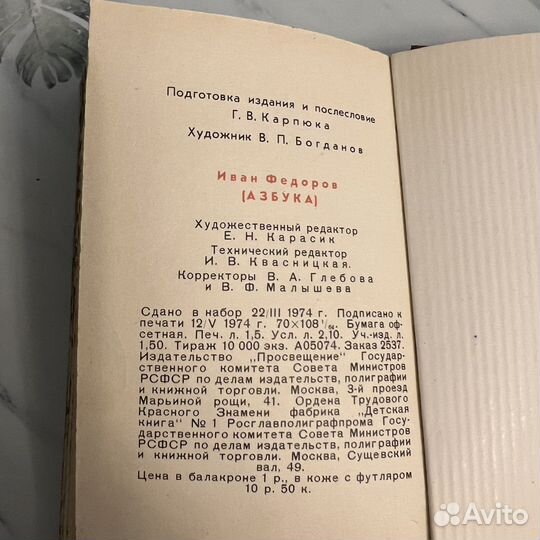 Подготовка издания и послесловие
Г. В. Карпюка
Художник В. П. Богданов
Иван Федоров
(АЗБУКА)
Художественный редактор
Е. Н. Карасик
Технический редактор
И. В. Квасницкая.
Корректоры В. А. Глебова
и В. Ф. Малышева
Сдано в набор 22/III 1974 г. Подписано к
печати 12/V 1974 г. 70×108 1/64. Бумага оф-
сетная. Печ. л. 1,5. Усл. л. 2,10. Уч.-изд. л.
1,50. Тираж 10 000 экз. А05074. Заказ 2537.
Издательство „Просвещение" Государ-
ственного комитета Совета Министров
РСФСР по делам издательств, полиграфии
и книжной торговли. Москва, 3-й проезд
Марьиной рощи, 41. Ордена Трудового
Красного Знамени фабрика „Детская
книга" №1 Росглавполиграфпрома Госу-
дарственного комитета Совета Министров
РСФСР по делам издательств, полиграфии
и книжной торговли. Москва, Сущевский
вал, 49.
Цена в балакроне 1 р., в коже с футляром
10 р. 50 к.
Avito